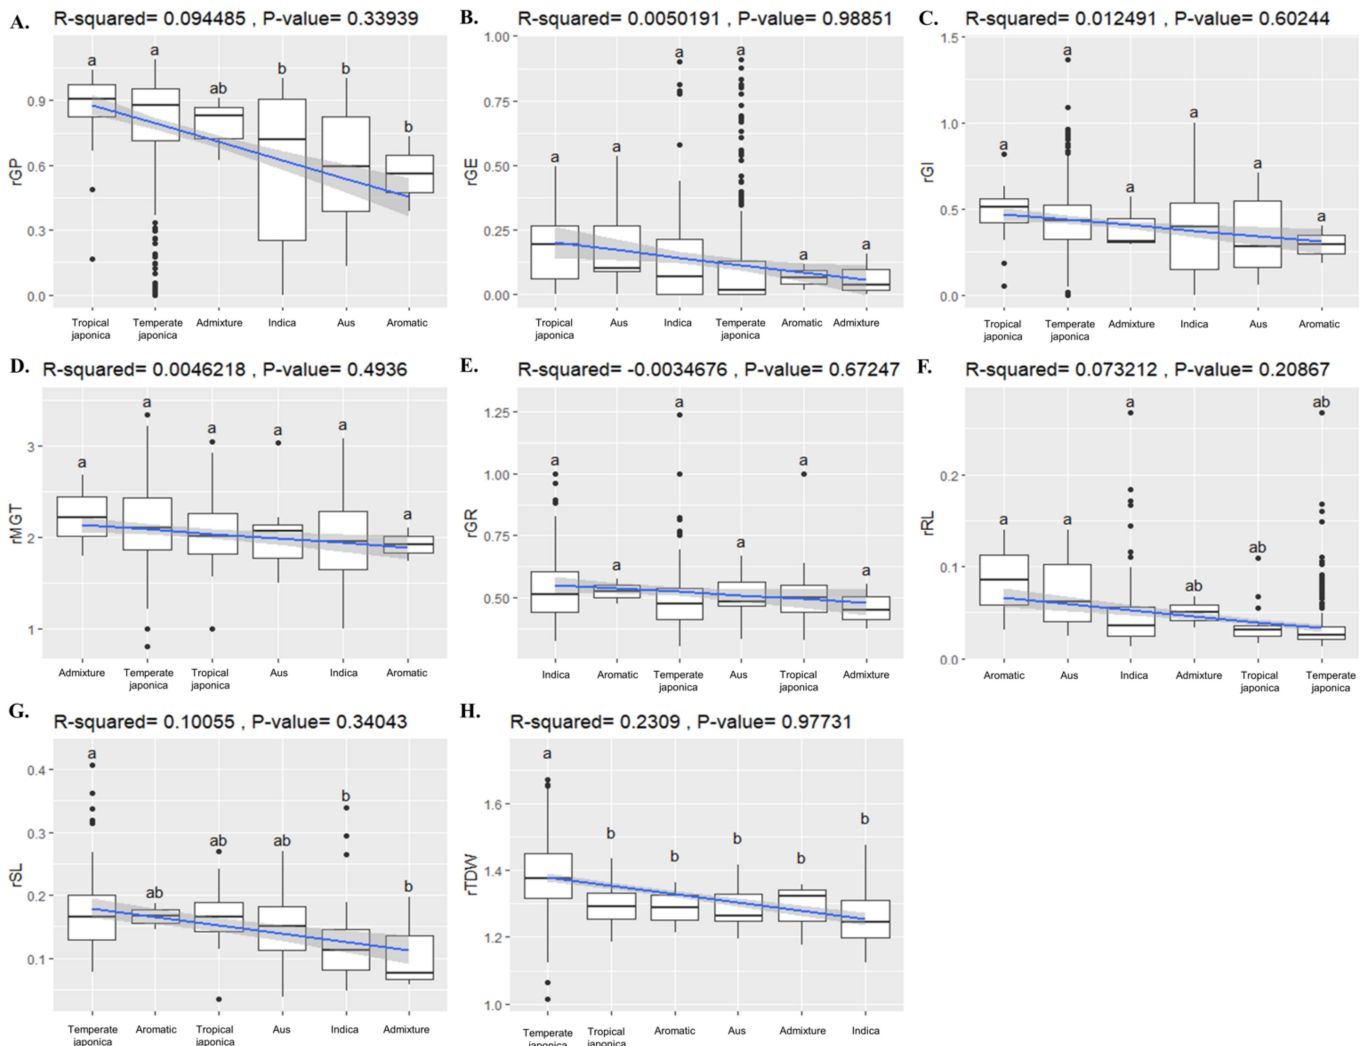 A. R-squared= 0.094485 , P-value= 0.33939
a a ab b b b
0.9
0.6
0.3
0.0
rGP
Tropical japonica
Temperate japonica
Admixture
Indica
Aus
Aromatic
B. R-squared= 0.0050191 , P-value= 0.98851
a a a a a a
1.00
0.75
0.50
0.25
0.00
rGE
Tropical japonica
Aus
Indica
Temperate japonica
Aromatic
Admixture
C. R-squared= 0.012491 , P-value= 0.60244
a a a a a a
1.5
1.0
0.5
0.0
rGI
Tropical japonica
Temperate japonica
Admixture
Indica
Aus
Aromatic
D. R-squared= 0.0046218 , P-value= 0.4936
a a a a a a
3
2
1
rMGT
Admixture
Temperate japonica
Tropical japonica
Aus
Indica
Aromatic
E. R-squared= -0.0034676 , P-value= 0.67247
a a a a a a
1.25
1.00
0.75
0.50
rGR
Indica
Aromatic
Temperate japonica
Aus
Tropical japonica
Admixture
F. R-squared= 0.073212 , P-value= 0.20867
a a a ab ab ab
0.2
0.1
0.0
rRL
Aromatic
Aus
Indica
Admixture
Tropical japonica
Temperate japonica
G. R-squared= 0.10055 , P-value= 0.34043
a ab ab ab b b
0.4
0.3
0.2
0.1
rSL
Temperate japonica
Aromatic
Tropical japonica
Aus
Indica
Admixture
H. R-squared= 0.2309 , P-value= 0.97731
a b b b b b
1.6
1.4
1.2
1.0
rTDW
Temperate japonica
Tropical japonica
Aromatic
Aus
Admixture
Indica